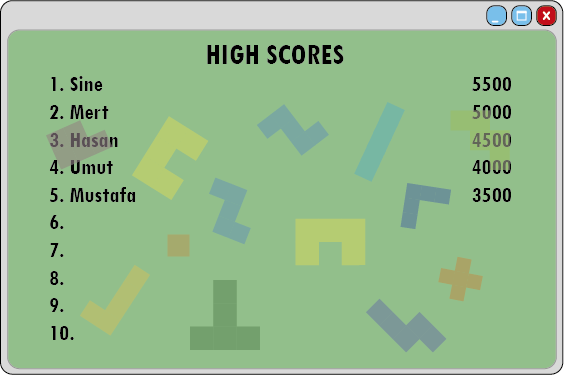 HIGH SCORES
1. Sine 5500
2. Mert 5000
3. Hasan 4500
4. Umut 4000
5. Mustafa 3500
6.
7.
8.
9.
10.